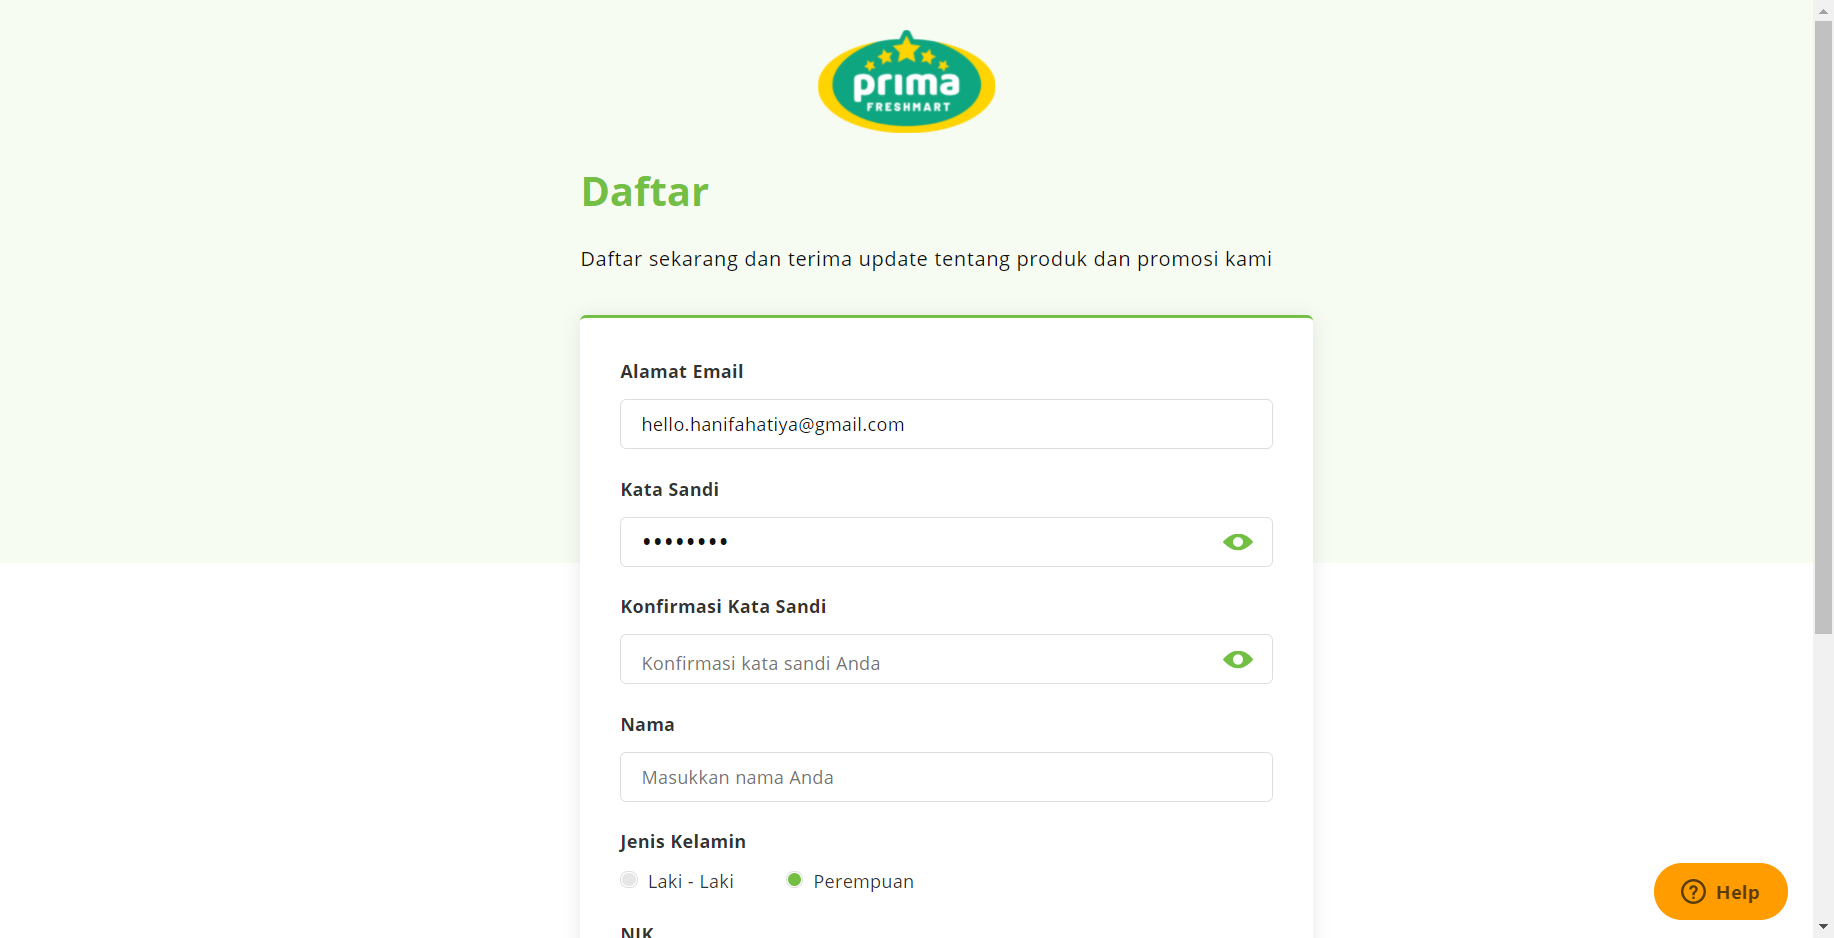 prima
FRESHMART
Daftar
Daftar sekarang dan terima update tentang produk dan promosi kami
Alamat Email
hello.hanifahatiya@gmail.com
Kata Sandi
••••••••
Konfirmasi Kata Sandi
Konfirmasi kata sandi Anda
Nama
Masukkan nama Anda
Jenis Kelamin
Laki - Laki Perempuan
NIK
Help